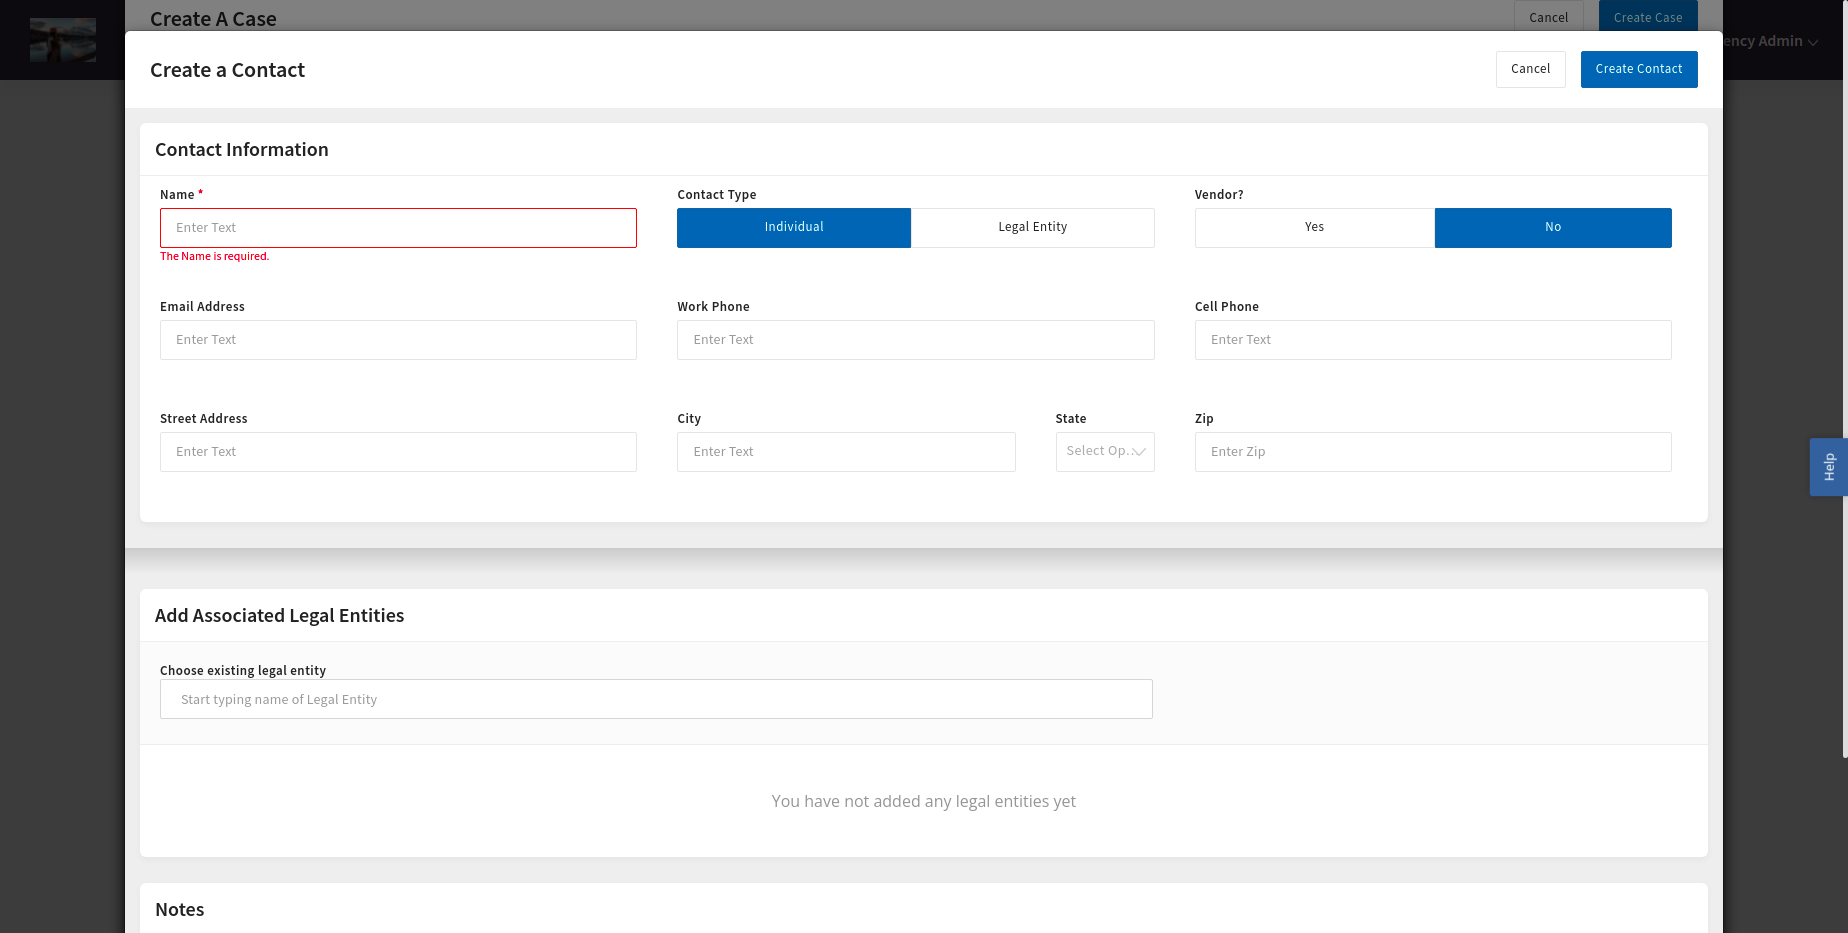 Create A Case
Cancel
Create Case
ency Admin
Create a Contact
Cancel
Create Contact
Contact Information
Name *
Contact Type
Vendor?
Enter Text
Individual
Legal Entity
Yes
No
The Name is required.
Email Address
Work Phone
Cell Phone
Enter Text
Enter Text
Enter Text
Street Address
City
State
Zip
Enter Text
Enter Text
Select Op...
Enter Zip
Help
Add Associated Legal Entities
Choose existing legal entity
Start typing name of Legal Entity
You have not added any legal entities yet
Notes